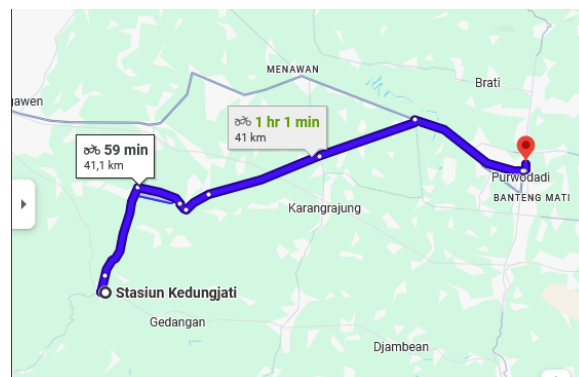 MENAWAN
Brati
gawen
1 hr 1 min
41 km
59 min
41,1 km
Purwodadi
BANTENG MATI
Karangrajung
Stasiun Kedungjati
Gedangan
Djambean